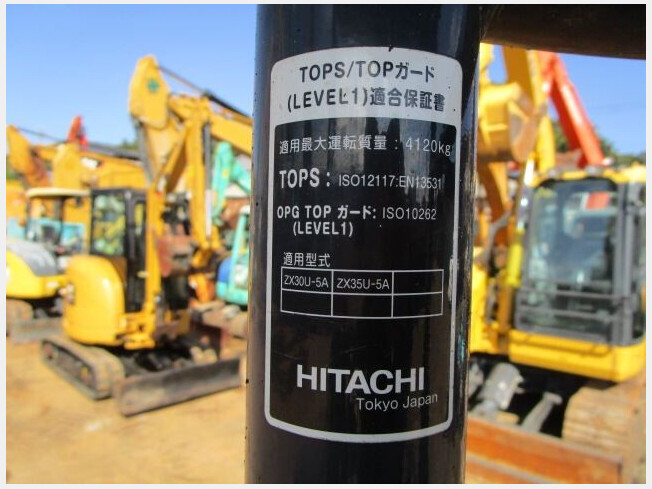 TOPS/TOPガード
(LEVEL1)適合保証書
適用最大運転質量：4120kg
TOPS：ISO12117:EN13531
OPG TOP ガード：ISO10262
(LEVEL1)
適用型式
ZX30U-5A ZX35U-5A
HITACHI
Tokyo Japan